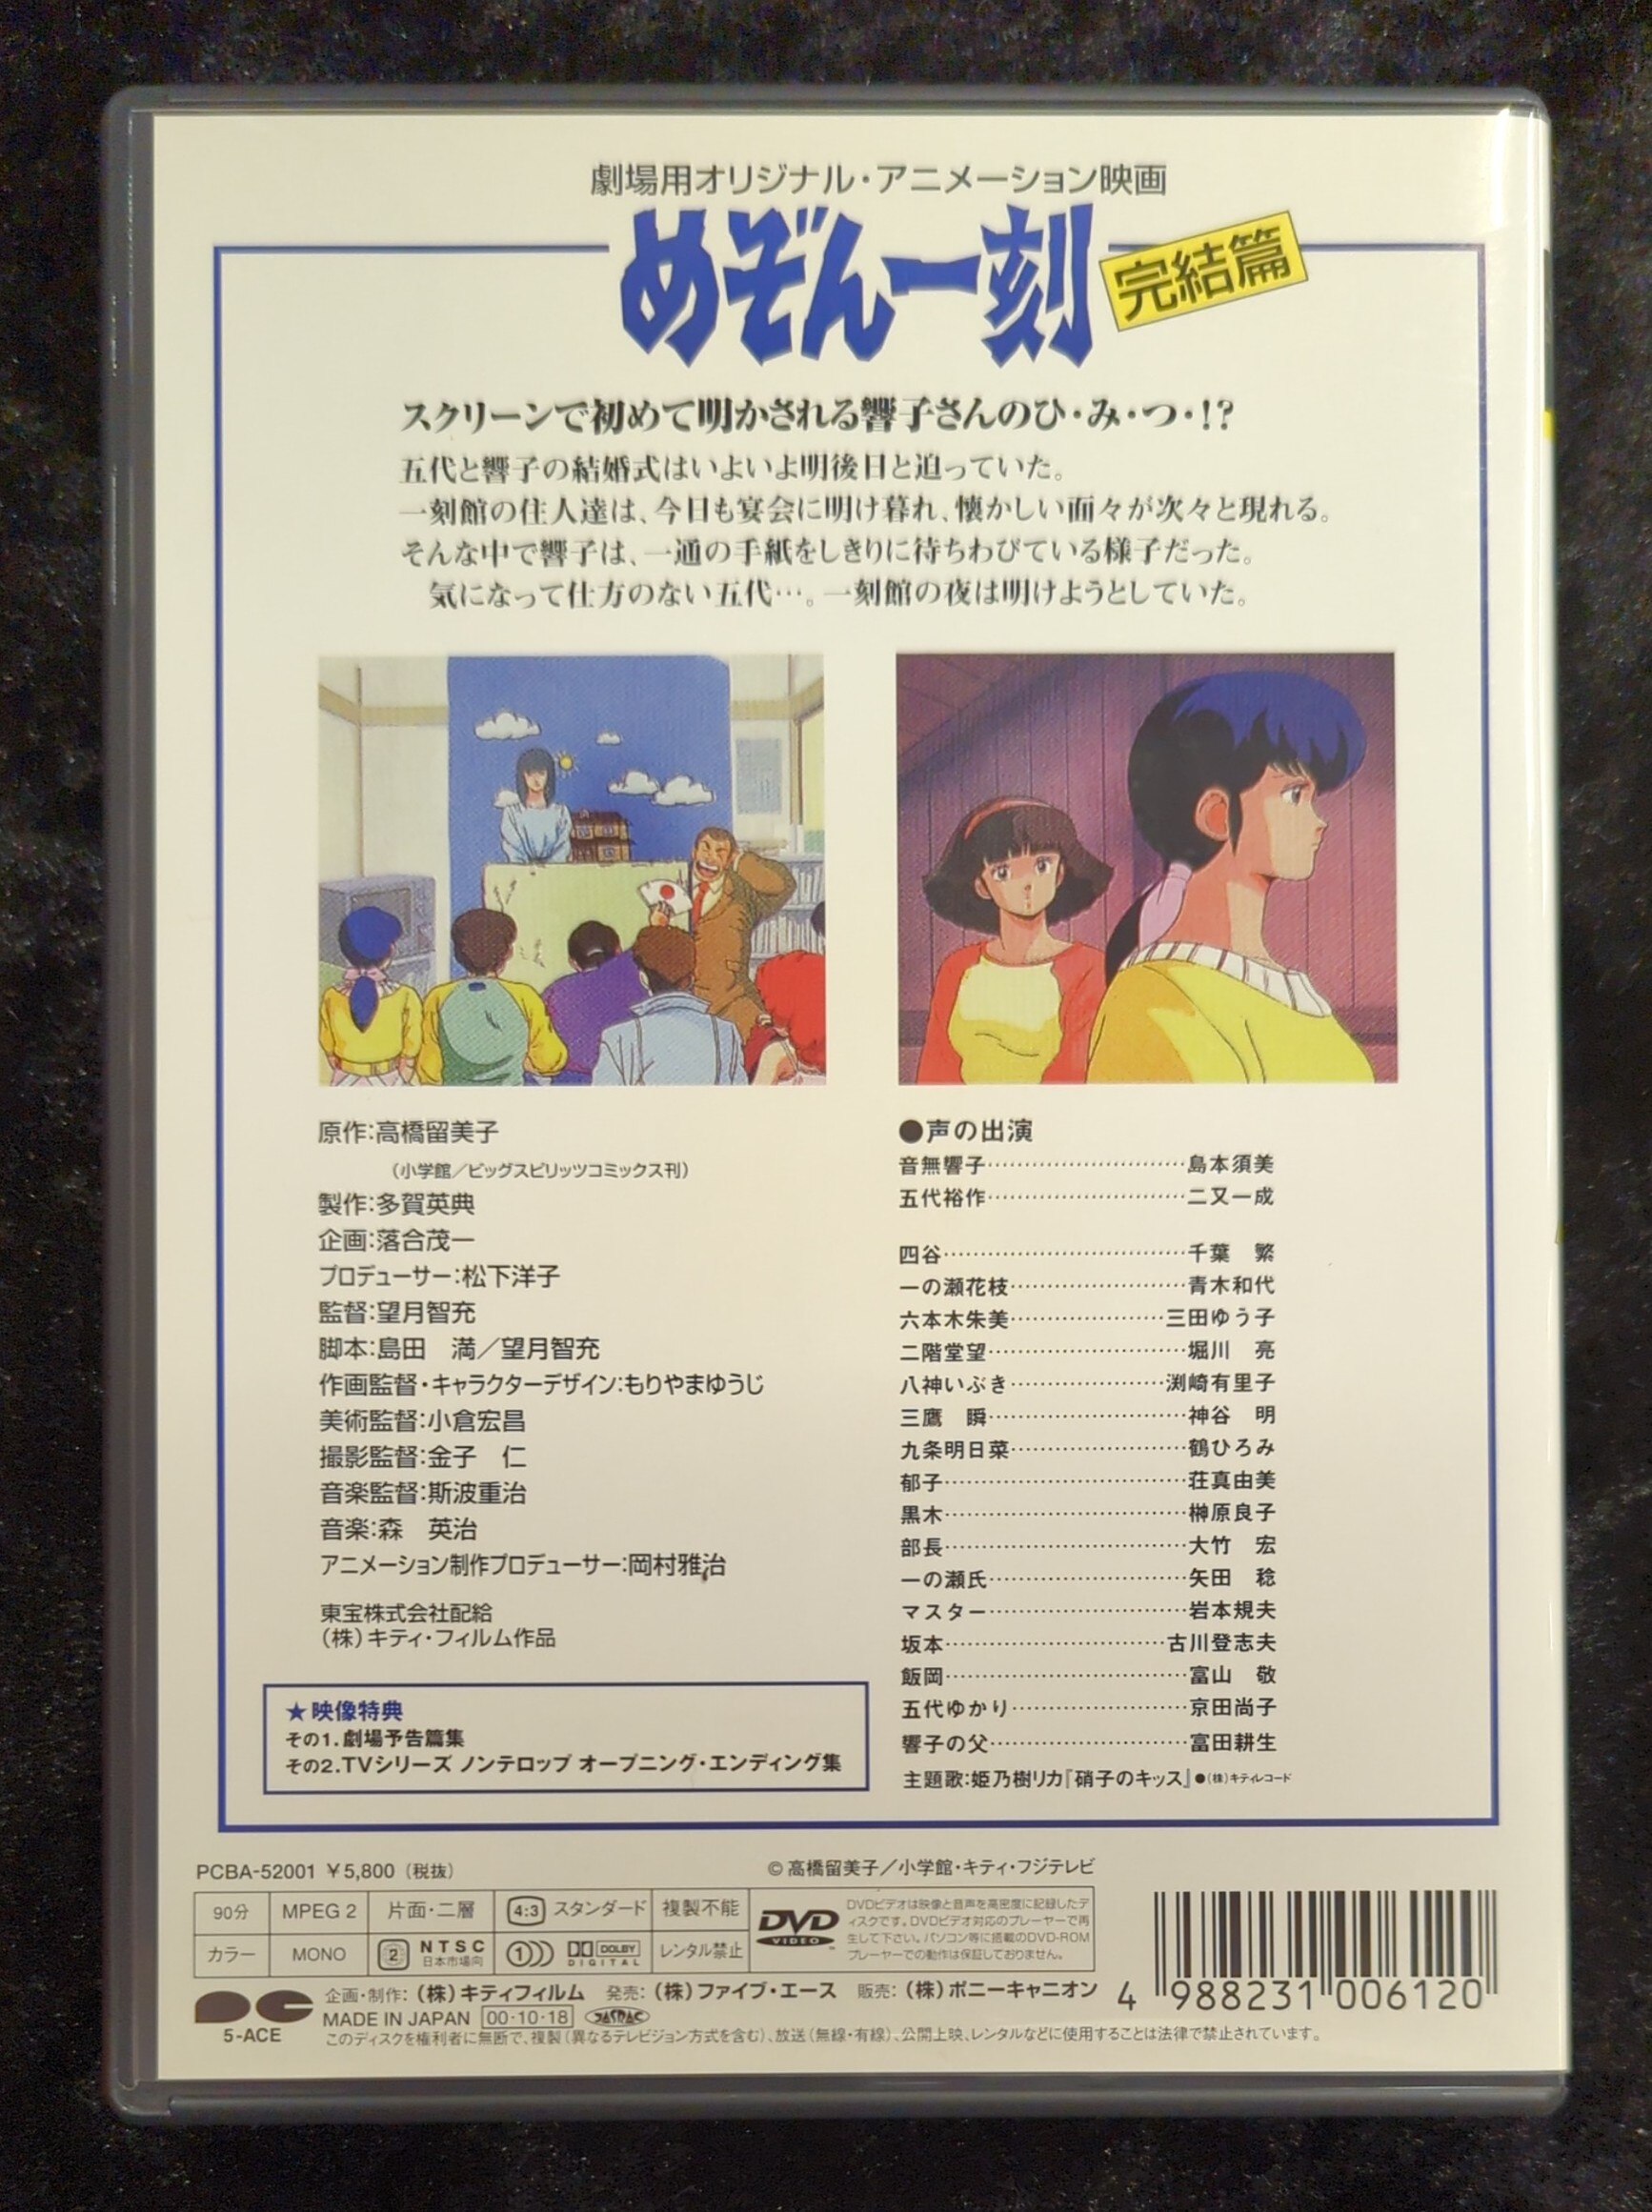 劇場用オリジナル・アニメーション映画
めぞん一刻
完結篇
スクリーンで初めて明かされる響子さんのひ・み・つ・!?
五代と響子の結婚式はいよいよ明後日と迫っていた。
一刻館の住人達は、今日も宴会に明け暮れ、懐かしい面々が次々と現れる。
そんな中で響子は、一通の手紙をしきりに待ちわびている様子だった。
気になって仕方のない五代…。一刻館の夜は明けようとしていた。
原作:高橋留美子
(小学館/ビッグスピリッツコミックス刊)
製作:多賀英典
企画:落合茂一
プロデューサー:松下洋子
監督:望月智充
脚本:島田 満/望月智充
作画監督・キャラクターデザイン:もりやまゆうじ
美術監督:小倉宏昌
撮影監督:金子 仁
音楽監督:斯波重治
音楽:森 英治
アニメーション制作プロデューサー:岡村雅治
東宝株式会社配給
(株)キティ・フィルム作品
★映像特典
その1.劇場予告篇集
その2.TVシリーズ ノンテロップ オープニング・エンディング集
●声の出演
音無響子…………………………島本須美
五代裕作…………………………二又一成
四谷………………………………千葉 繁
一の瀬花枝………………………青木和代
六本木朱美……………………三田ゆう子
二階堂望…………………………堀川 亮
八神いぶき……………………渕崎有里子
三鷹 瞬…………………………神谷 明
九条明日菜………………………鶴ひろみ
郁子………………………………荘真由美
黒木………………………………榊原良子
部長………………………………大竹 宏
一の瀬氏…………………………矢田 稔
マスター…………………………岩本規夫
坂本……………………………古川登志夫
飯岡………………………………富山 敬
五代ゆかり………………………京田尚子
響子の父…………………………富田耕生
主題歌:姫乃樹リカ『硝子のキッス』●(株)キティレコード
PCBA-52001 ¥5,800 (税抜)
©高橋留美子/小学館・キティ・フジテレビ
90分 MPEG 2 片面・二層 4:3 スタンダード 複製不能
カラー MONO 2 NTSC 日本市場向 1 DOLBY DIGITAL レンタル禁止
DVD VIDEO
DVDビデオは映像と音声を高密度に記録したデ
ィスクです。DVDビデオ対応のプレーヤーで再
生して下さい。パソコン等に搭載のDVD-ROM
プレーヤーでの動作は保証しておりません。
5-ACE
企画・制作:(株)キティフィルム 発売:(株)ファイブ・エース 販売:(株)ポニーキャニオン
MADE IN JAPAN 00-10-18 JASRAC
このディスクを権利者に無断で、複製(異なるテレビジョン方式を含む)、放送(無線・有線)、公開上映、レンタルなどに使用することは法律で禁止されています。
4 988231 006120